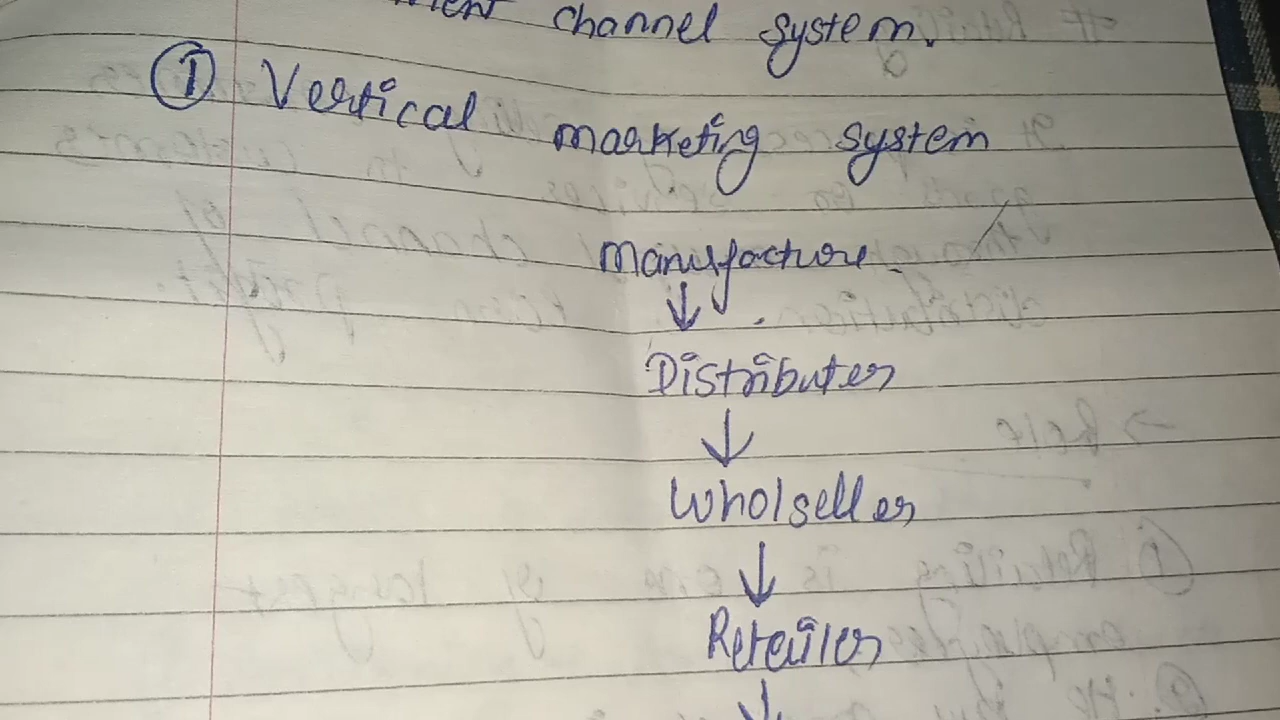 channel system.
① Vertical marketing system
Manufacture
↓
Distributer
↓
Wholseller
↓
Retailer
↓